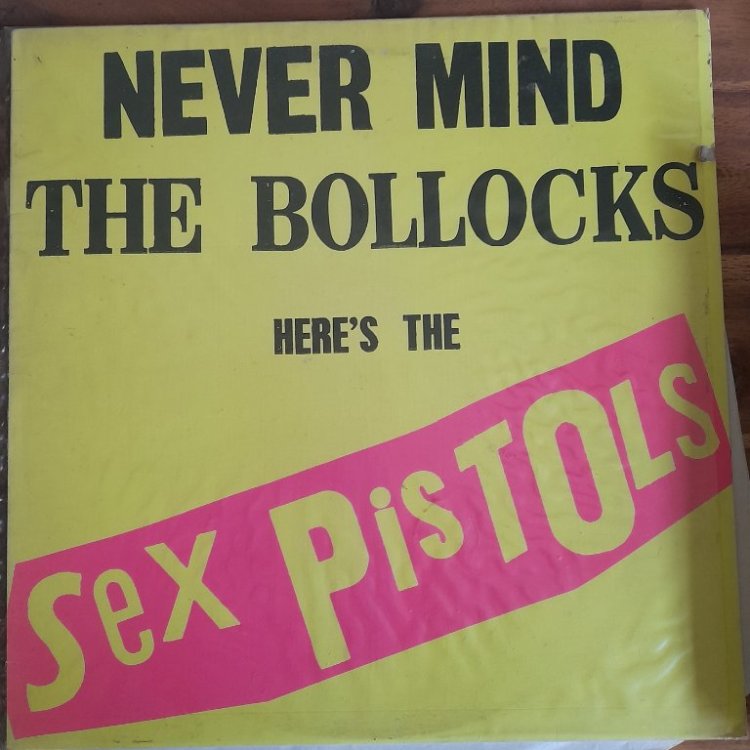 NEVER MIND
THE BOLLOCKS
HERE'S THE
Sex PisTOLS